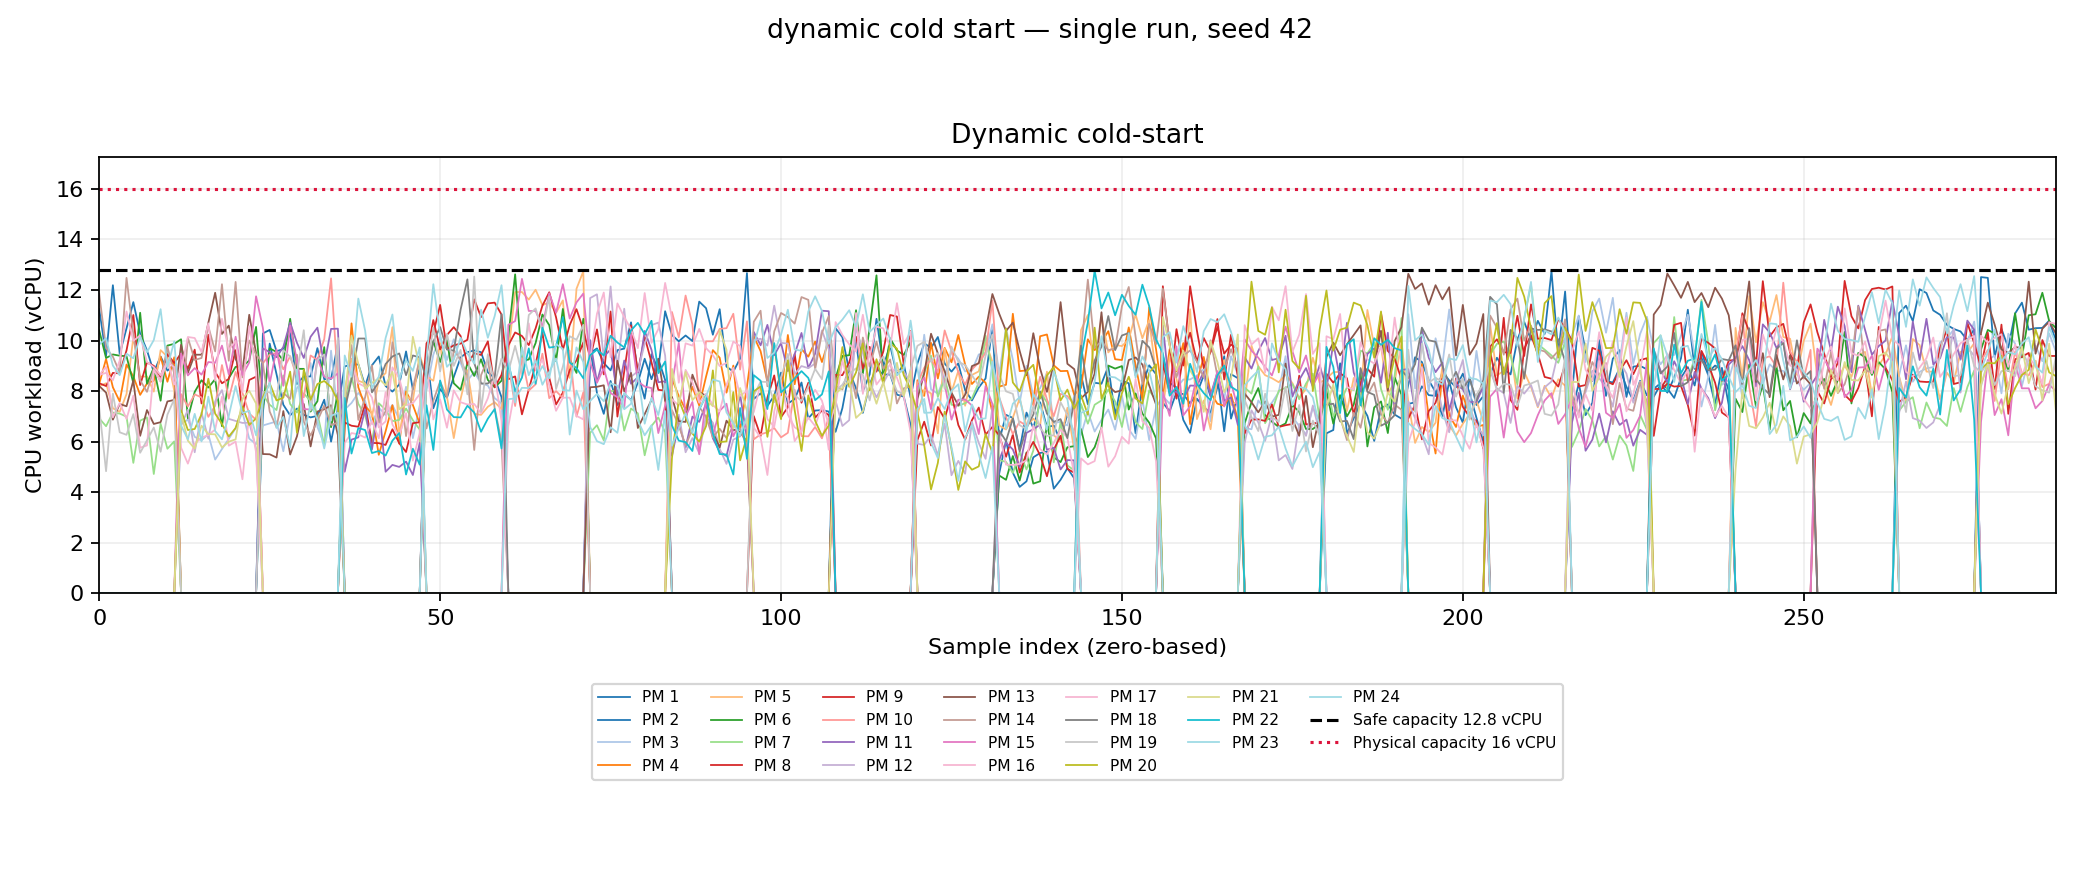 dynamic cold start — single run, seed 42
Dynamic cold-start
16
14
12
10
8
6
4
2
0
CPU workload (vCPU)
0 50 100 150 200 250
Sample index (zero-based)
PM 1 PM 5 PM 9 PM 13 PM 17 PM 21 PM 24
PM 2 PM 6 PM 10 PM 14 PM 18 PM 22 Safe capacity 12.8 vCPU
PM 3 PM 7 PM 11 PM 15 PM 19 PM 23 Physical capacity 16 vCPU
PM 4 PM 8 PM 12 PM 16 PM 20